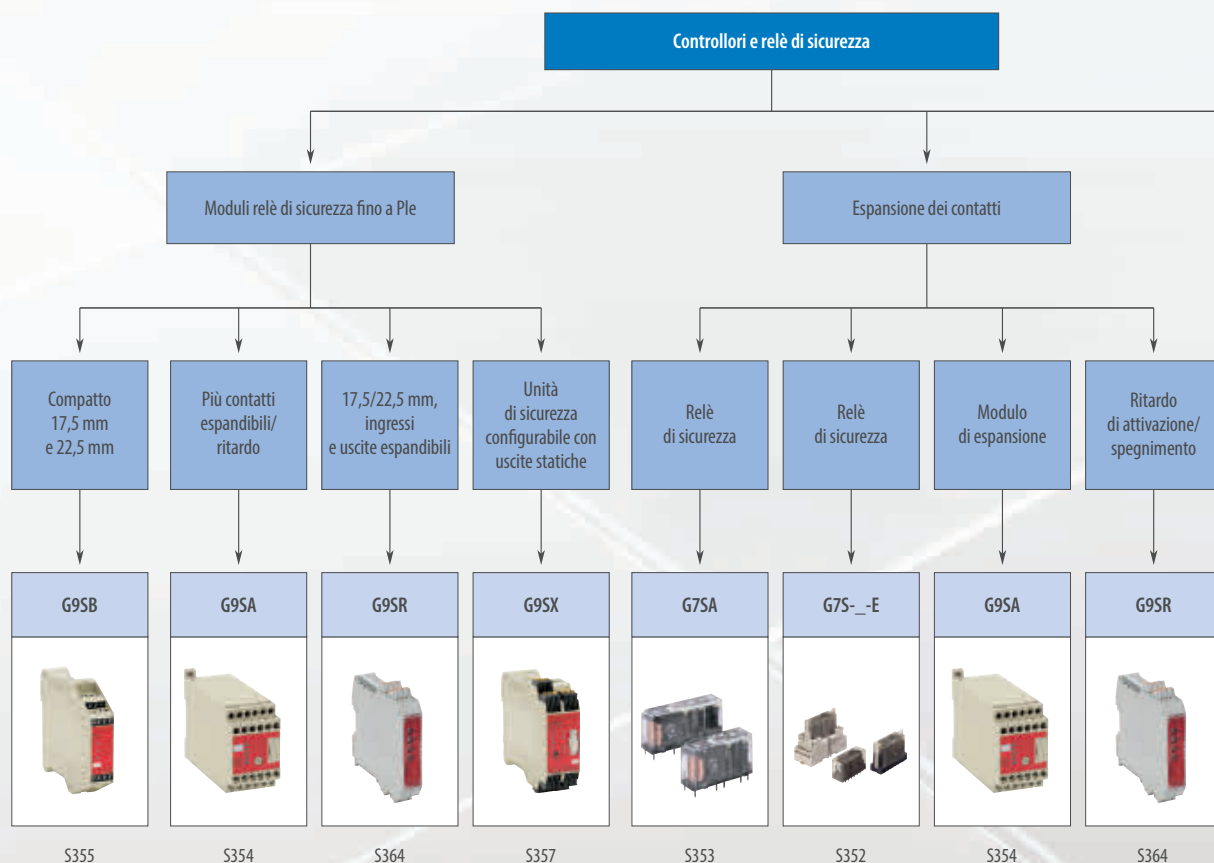 Controllori e relè di sicurezza
Moduli relè di sicurezza fino a Ple
Espansione dei contatti
Compatto
17,5 mm
e 22,5 mm
Più contatti
espandibili/
ritardo
17,5/22,5 mm,
ingressi
e uscite espandibili
Unità
di sicurezza
configurabile con
uscite statiche
Relè
di sicurezza
Relè
di sicurezza
Modulo
di espansione
Ritardo
di attivazione/
spegnimento
G9SB
G9SA
G9SR
G9SX
G7SA
G7S-_-E
G9SA
G9SR
S355
S354
S364
S357
S353
S352
S354
S364